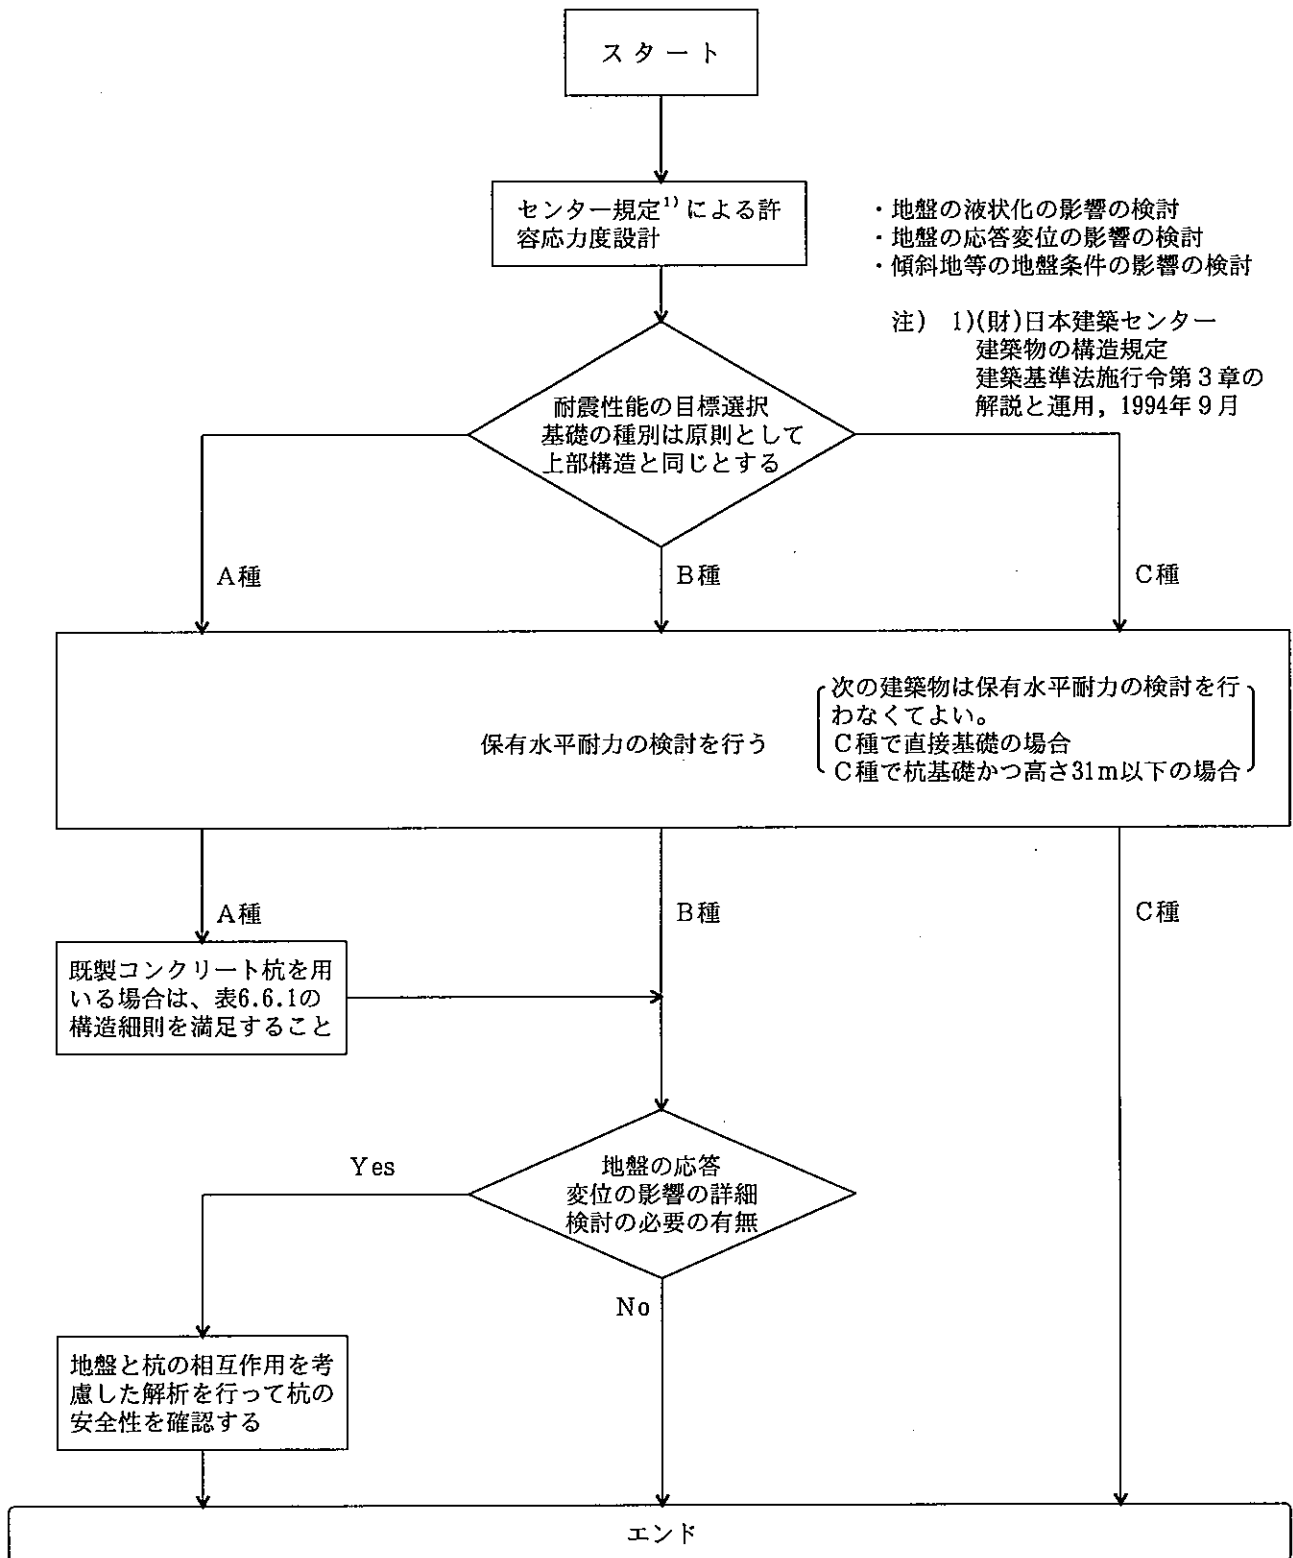 スタート
センター規定¹⁾による許
容応力度設計
・地盤の液状化の影響の検討
・地盤の応答変位の影響の検討
・傾斜地等の地盤条件の影響の検討
注） 1)(財)日本建築センター
建築物の構造規定
建築基準法施行令第3章の
解説と運用, 1994年9月
耐震性能の目標選択
基礎の種別は原則として
上部構造と同じとする
A種
B種
C種
保有水平耐力の検討を行う
次の建築物は保有水平耐力の検討を行
わなくてよい。
C種で直接基礎の場合
C種で杭基礎かつ高さ31m以下の場合
A種
B種
C種
既製コンクリート杭を用
いる場合は、表6.6.1の
構造細則を満足すること
Yes
地盤の応答
変位の影響の詳細
検討の必要の有無
No
地盤と杭の相互作用を考
慮した解析を行って杭の
安全性を確認する
エンド